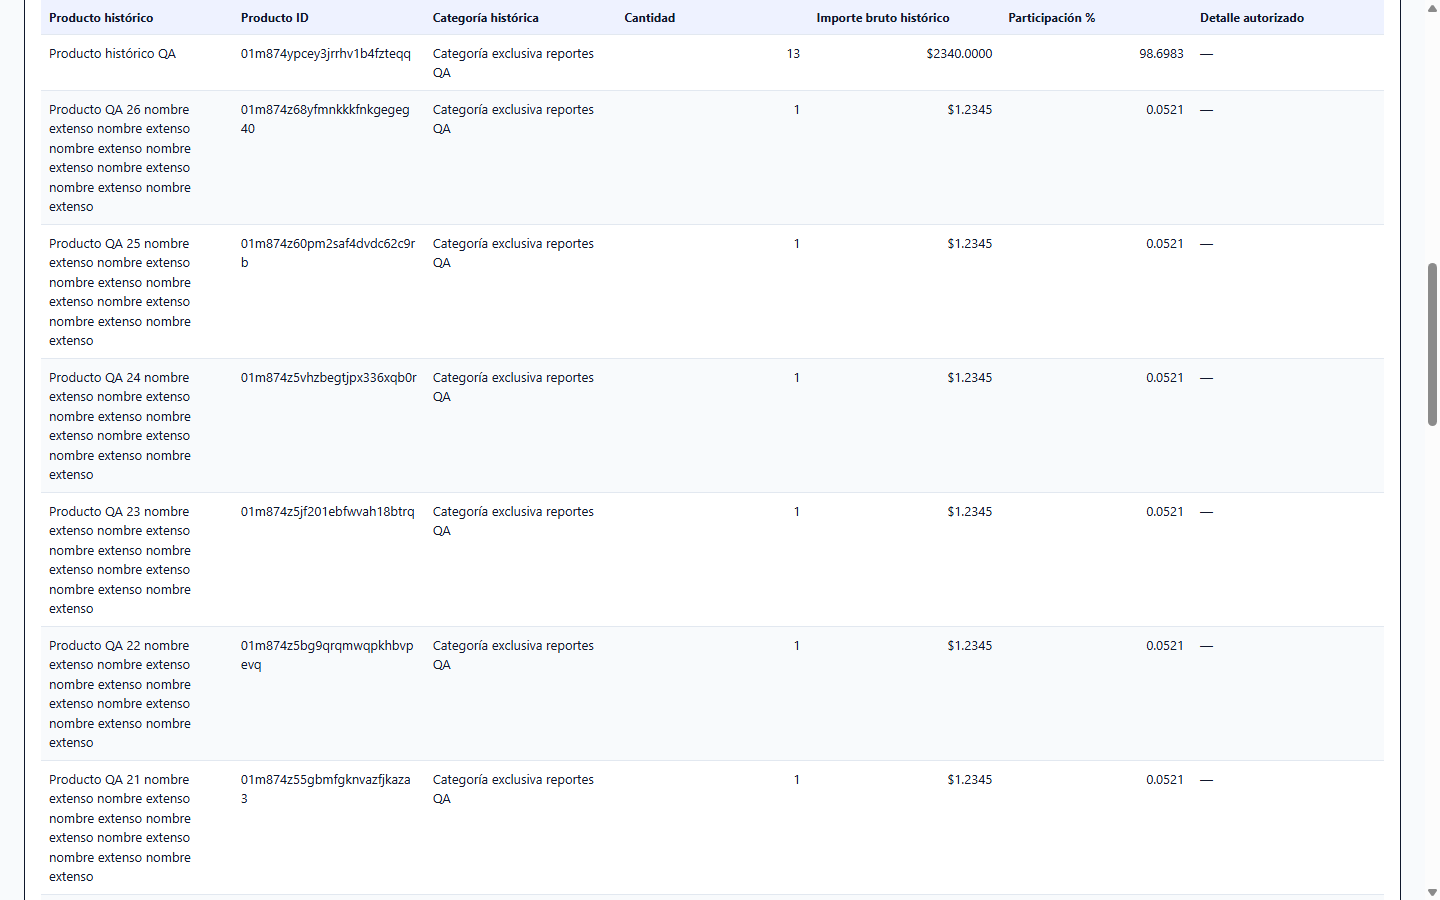 Producto histórico Producto ID Categoría histórica Cantidad Importe bruto histórico Participación % Detalle autorizado
Producto histórico QA 01m874ypcey3jrrhv1b4fzteqq Categoría exclusiva reportes 13 $2340.0000 98.6983 —
QA
Producto QA 26 nombre 01m874z68yfmnkkkfnkgegeg Categoría exclusiva reportes 1 $1.2345 0.0521 —
extenso nombre extenso 40 QA
nombre extenso nombre
extenso nombre extenso
nombre extenso nombre
extenso
Producto QA 25 nombre 01m874z60pm2saf4dvdc62c9r Categoría exclusiva reportes 1 $1.2345 0.0521 —
extenso nombre extenso b QA
nombre extenso nombre
extenso nombre extenso
nombre extenso nombre
extenso
Producto QA 24 nombre 01m874z5vhzbegtjpx336xqb0r Categoría exclusiva reportes 1 $1.2345 0.0521 —
extenso nombre extenso QA
nombre extenso nombre
extenso nombre extenso
nombre extenso nombre
extenso
Producto QA 23 nombre 01m874z5jf201ebfwvah18btrq Categoría exclusiva reportes 1 $1.2345 0.0521 —
extenso nombre extenso QA
nombre extenso nombre
extenso nombre extenso
nombre extenso nombre
extenso
Producto QA 22 nombre 01m874z5bg9qrqmwqpkhbvp Categoría exclusiva reportes 1 $1.2345 0.0521 —
extenso nombre extenso evq QA
nombre extenso nombre
extenso nombre extenso
nombre extenso nombre
extenso
Producto QA 21 nombre 01m874z55gbmfgknvazfjkaza Categoría exclusiva reportes 1 $1.2345 0.0521 —
extenso nombre extenso 3 QA
nombre extenso nombre
extenso nombre extenso
nombre extenso nombre
extenso